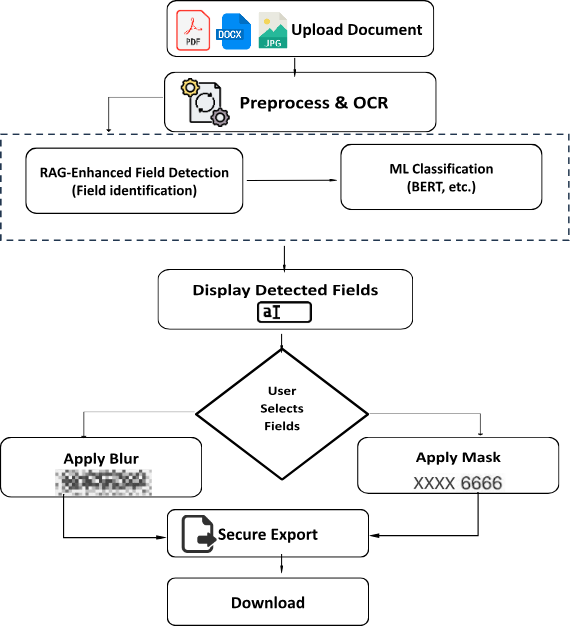 PDF
DOCX
JPG
Upload Document
Preprocess & OCR
RAG-Enhanced Field Detection
(Field identification)
ML Classification
(BERT, etc.)
Display Detected Fields
a
User
Selects
Fields
Apply Blur
Apply Mask
XXXX 6666
Secure Export
Download